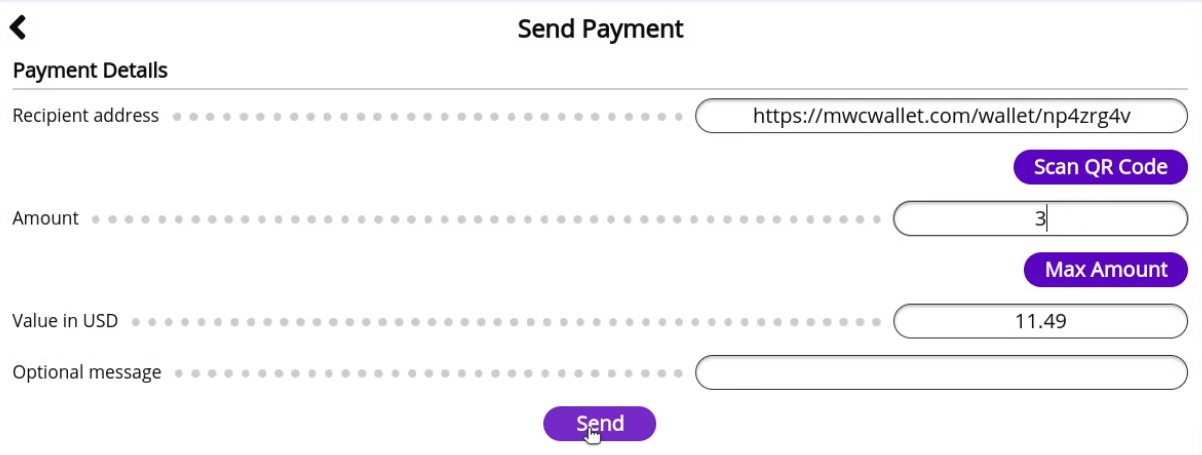 Send Payment
Payment Details
Recipient address https://mwcwallet.com/wallet/np4zrg4v
Scan QR Code
Amount 3
Max Amount
Value in USD 11.49
Optional message
Send